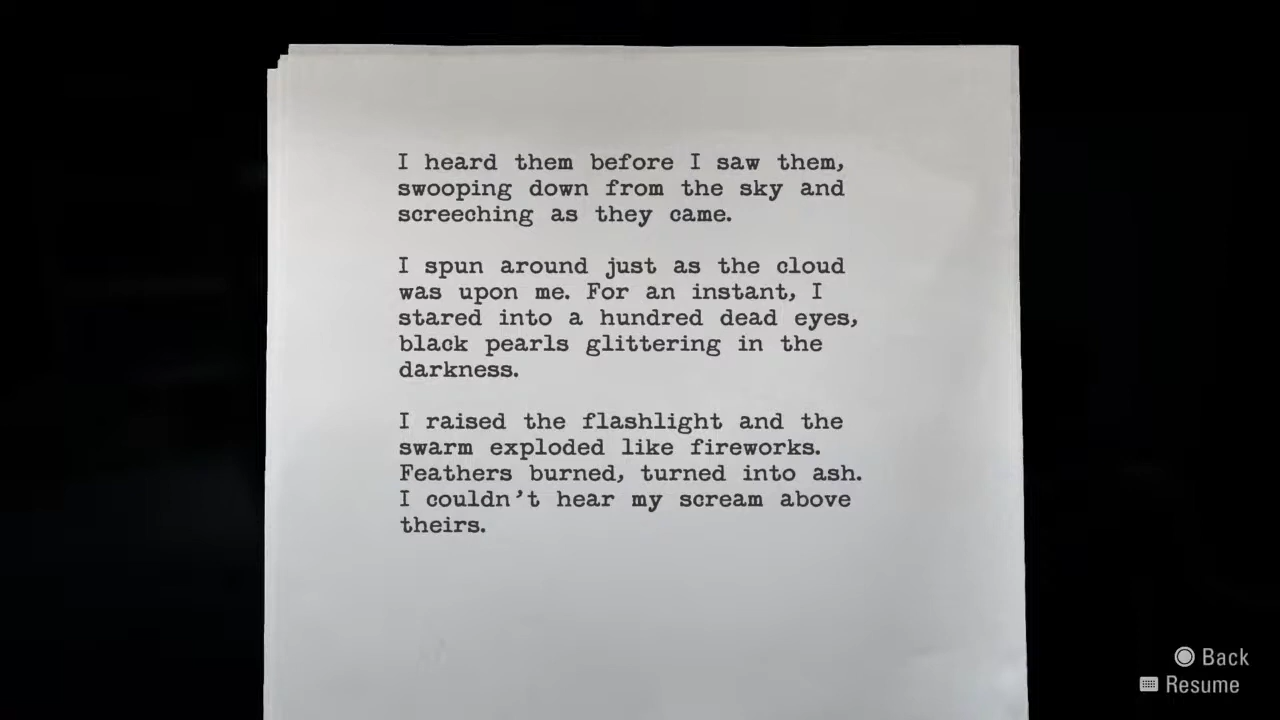 I heard them before I saw them,
swooping down from the sky and
screeching as they came.
I spun around just as the cloud
was upon me. For an instant, I
stared into a hundred dead eyes,
black pearls glittering in the
darkness.
I raised the flashlight and the
swarm exploded like fireworks.
Feathers burned, turned into ash.
I couldn't hear my scream above
theirs.
Back
Resume